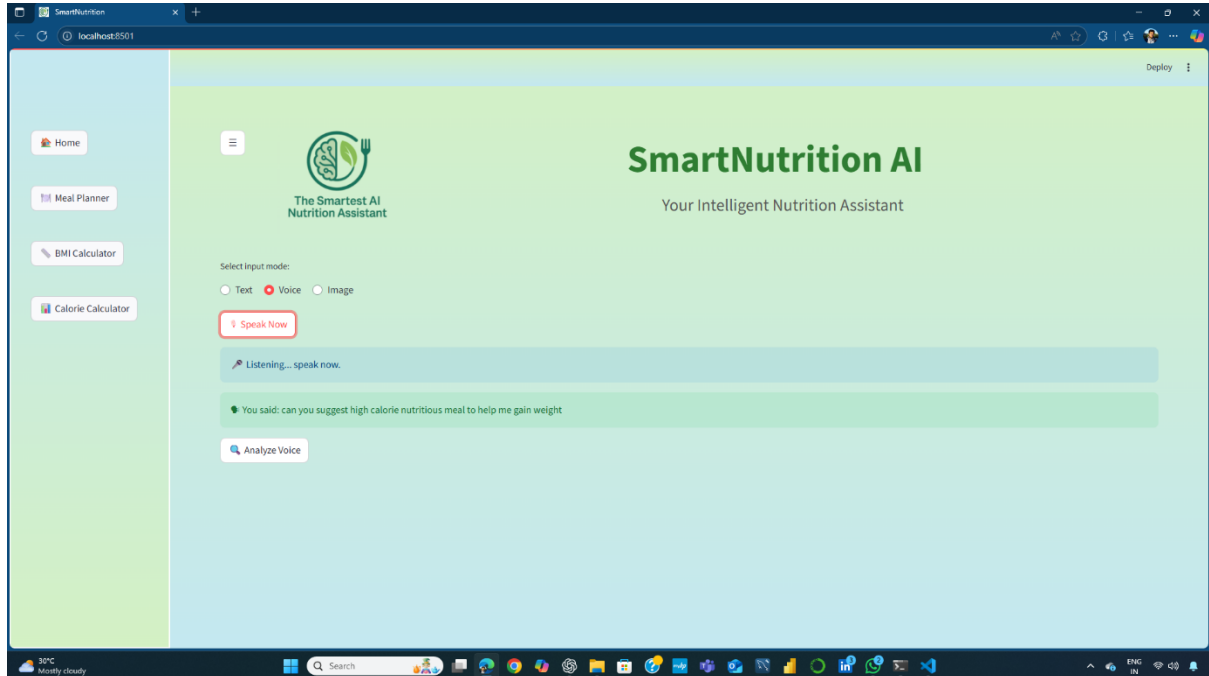 SmartNutrition
localhost:8501
Deploy
Home
Meal Planner
BMI Calculator
Calorie Calculator
The Smartest AI
Nutrition Assistant
SmartNutrition AI
Your Intelligent Nutrition Assistant
Select input mode:
Text Voice Image
Speak Now
Listening... speak now.
You said: can you suggest high calorie nutritious meal to help me gain weight
Analyze Voice
30°C
Mostly cloudy
Search
ENG
IN